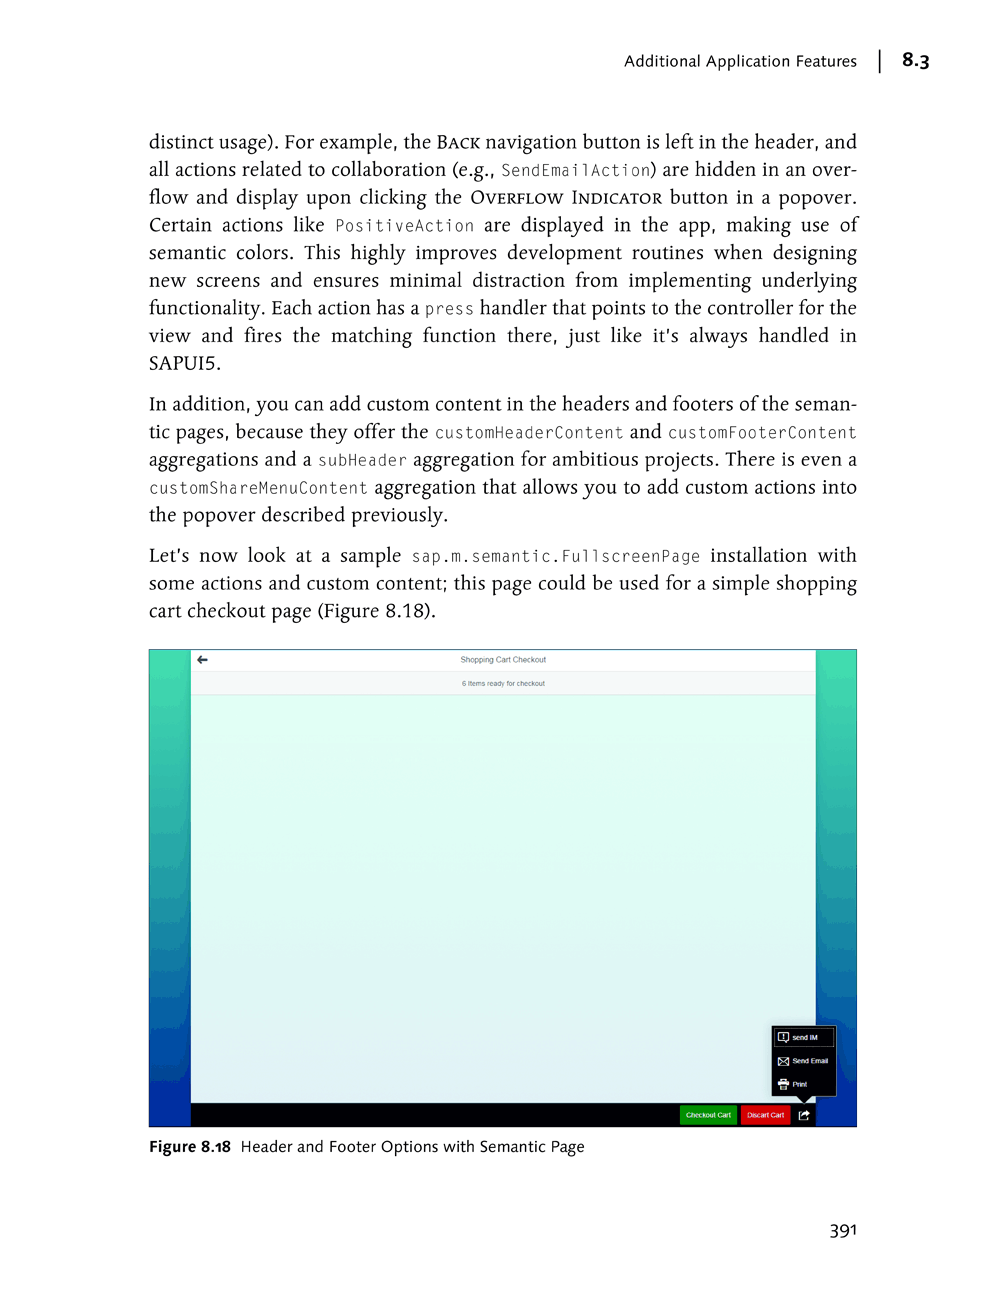 Additional Application Features 8.3
distinct usage). For example, the BACK navigation button is left in the header, and
all actions related to collaboration (e.g., SendEmailAction) are hidden in an over-
flow and display upon clicking the OVERFLOW INDICATOR button in a popover.
Certain actions like PositiveAction are displayed in the app, making use of
semantic colors. This highly improves development routines when designing
new screens and ensures minimal distraction from implementing underlying
functionality. Each action has a press handler that points to the controller for the
view and fires the matching function there, just like it's always handled in
SAPUI5.
In addition, you can add custom content in the headers and footers of the seman-
tic pages, because they offer the customHeaderContent and customFooterContent
aggregations and a subHeader aggregation for ambitious projects. There is even a
customShareMenuContent aggregation that allows you to add custom actions into
the popover described previously.
Let's now look at a sample sap.m.semantic.FullscreenPage installation with
some actions and custom content; this page could be used for a simple shopping
cart checkout page (Figure 8.18).
Shopping Cart Checkout
6 Items ready for checkout
send IM
Send Email
Print
Checkout Cart Discart Cart
Figure 8.18 Header and Footer Options with Semantic Page
391